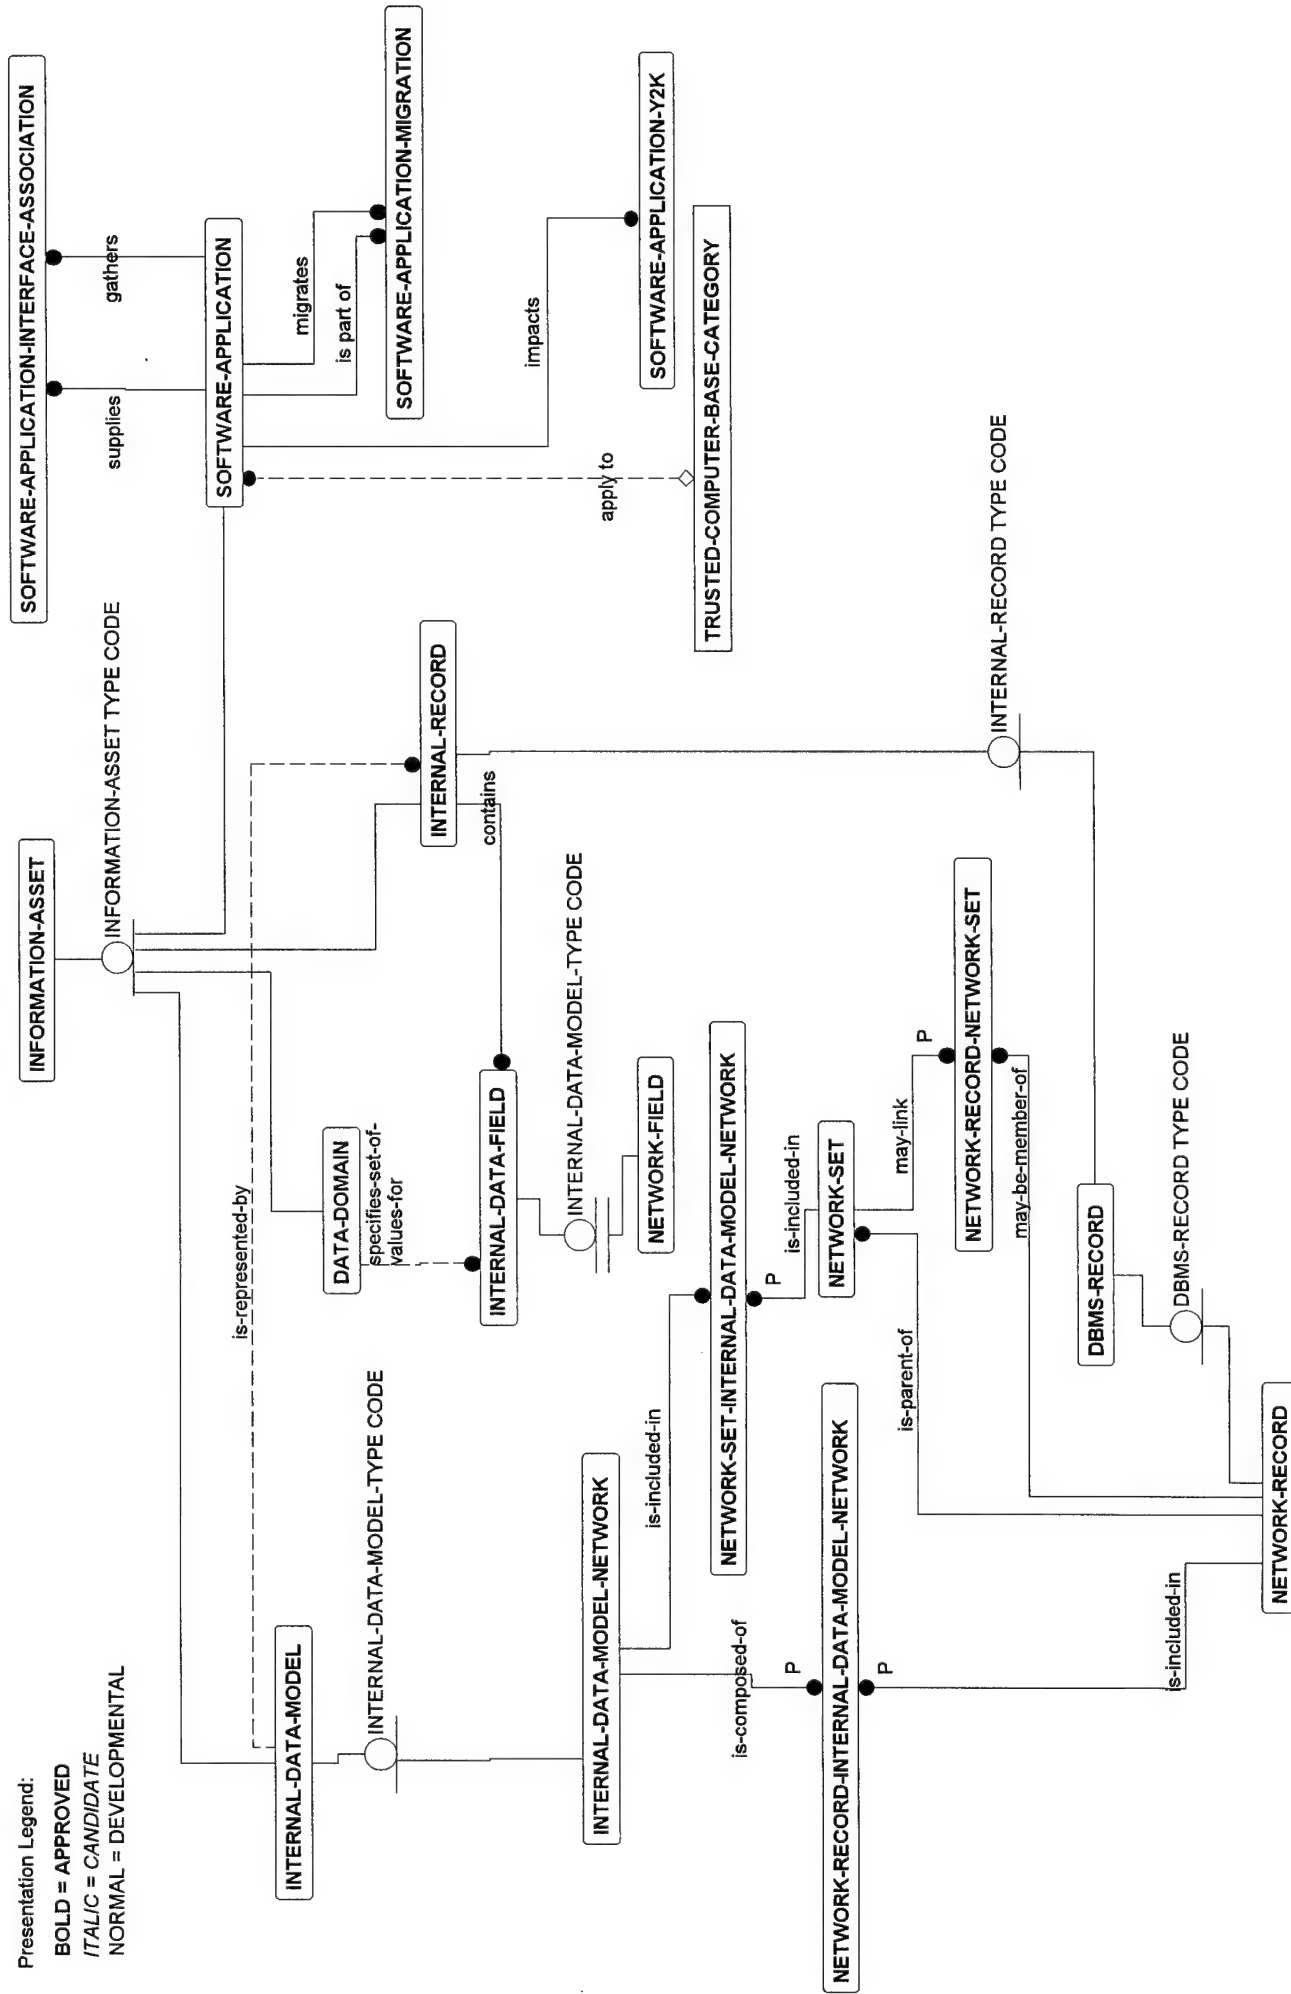 Presentation Legend:
BOLD = APPROVED
ITALIC = CANDIDATE
NORMAL = DEVELOPMENTAL
INFORMATION-ASSET
INFORMATION-ASSET TYPE CODE
SOFTWARE-APPLICATION-INTERFACE-ASSOCIATION
supplies
gathers
SOFTWARE-APPLICATION
migrates
is part of
SOFTWARE-APPLICATION-MIGRATION
impacts
SOFTWARE-APPLICATION-Y2K
apply to
TRUSTED-COMPUTER-BASE-CATEGORY
is-represented-by
INTERNAL-DATA-MODEL
DATA-DOMAIN
specifies-set-of-
values-for
INTERNAL-RECORD
contains
INTERNAL-DATA-MODEL-TYPE CODE
INTERNAL-DATA-FIELD
INTERNAL-DATA-MODEL-TYPE CODE
NETWORK-FIELD
INTERNAL-DATA-MODEL-NETWORK
is-included-in
is-composed-of
NETWORK-SET-INTERNAL-DATA-MODEL-NETWORK
P
is-included-in
P
NETWORK-RECORD-INTERNAL-DATA-MODEL-NETWORK
P
NETWORK-SET
may-link
P
is-parent-of
NETWORK-RECORD-NETWORK-SET
may-be-member-of
INTERNAL-RECORD TYPE CODE
DBMS-RECORD
DBMS-RECORD TYPE CODE
is-included-in
NETWORK-RECORD